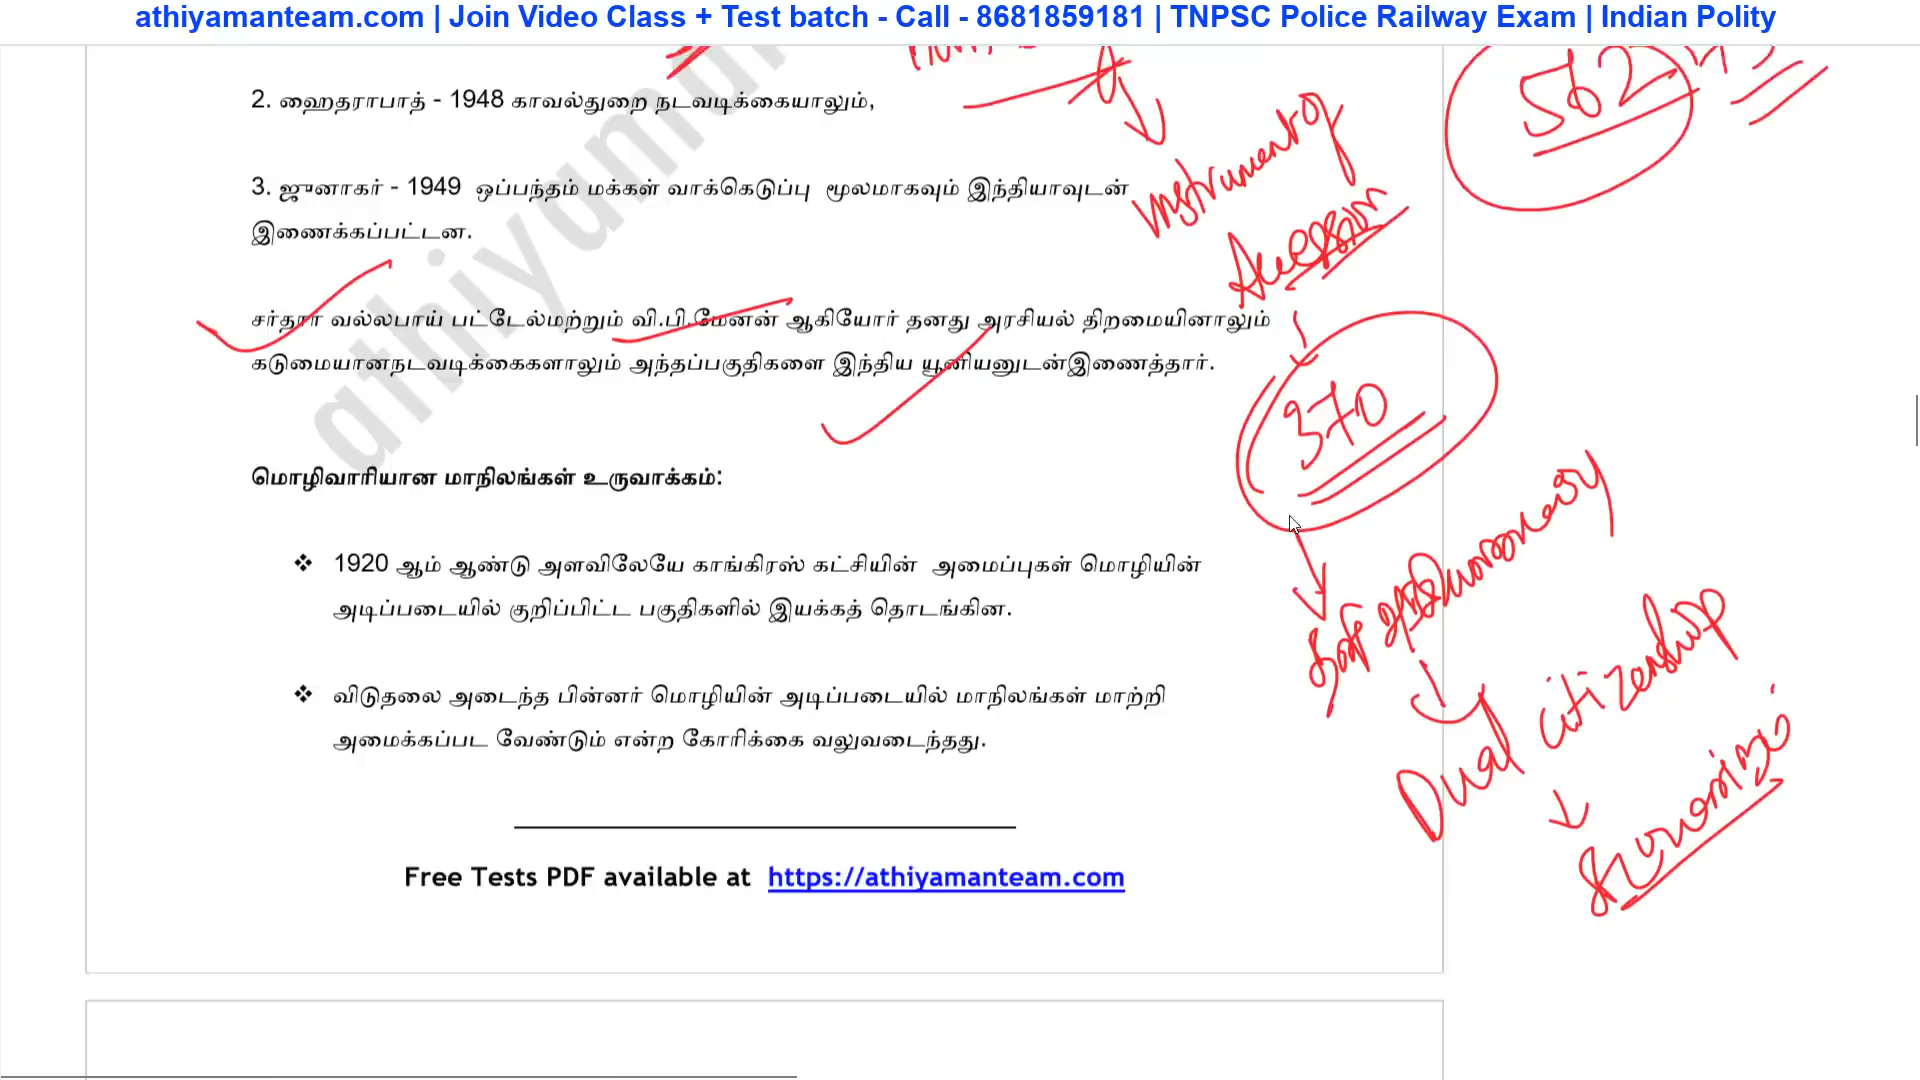 athiyamanteam.com | Join Video Class + Test batch - Call - 8681859181 | TNPSC Police Railway Exam | Indian Polity
562
2. ஹைதராபாத் - 1948 காவல்துறை நடவடிக்கையாலும்,
Instrument of
Accession
3. ஜுனாகர் - 1949 ஒப்பந்தம் மக்கள் வாக்கெடுப்பு மூலமாகவும் இந்தியாவுடன்
இணைக்கப்பட்டன.
சர்தார் வல்லபாய் பட்டேல்மற்றும் வி.பி.மேனன் ஆகியோர் தனது அரசியல் திறமையினாலும்
கடுமையானநடவடிக்கைகளாலும் அந்தப்பகுதிகளை இந்திய யூனியனுடன்இணைத்தார்.
370
மொழிவாரியான மாநிலங்கள் உருவாக்கம்:
❖ 1920 ஆம் ஆண்டு அளவிலேயே காங்கிரஸ் கட்சியின் அமைப்புகள் மொழியின்
அடிப்படையில் குறிப்பிட்ட பகுதிகளில் இயக்கத் தொடங்கின.
❖ விடுதலை அடைந்த பின்னர் மொழியின் அடிப்படையில் மாநிலங்கள் மாற்றி
அமைக்கப்பட வேண்டும் என்ற கோரிக்கை வலுவடைந்தது.
Dual citizenship
Free Tests PDF available at https://athiyamanteam.com